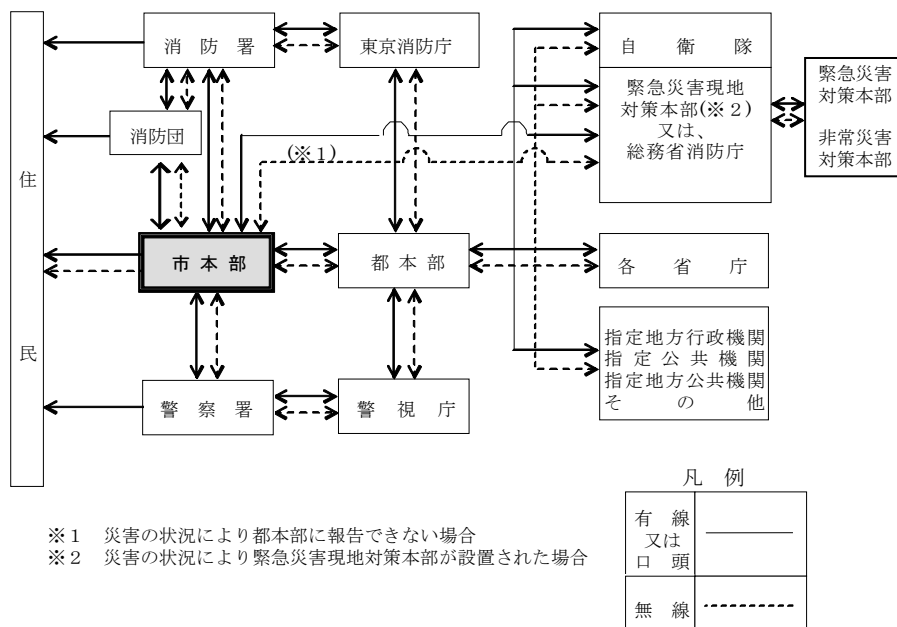 消防署
東京消防庁
自衛隊
緊急災害現地
対策本部(※2)
又は、
総務省消防庁
緊急災害
対策本部
非常災害
対策本部
消防団
(※1)
住民
市本部
都本部
各省庁
指定地方行政機関
指定公共機関
指定地方公共機関
その他
警察署
警視庁
凡例
有線
又は
口頭
無線
※1 災害の状況により都本部に報告できない場合
※2 災害の状況により緊急災害現地対策本部が設置された場合